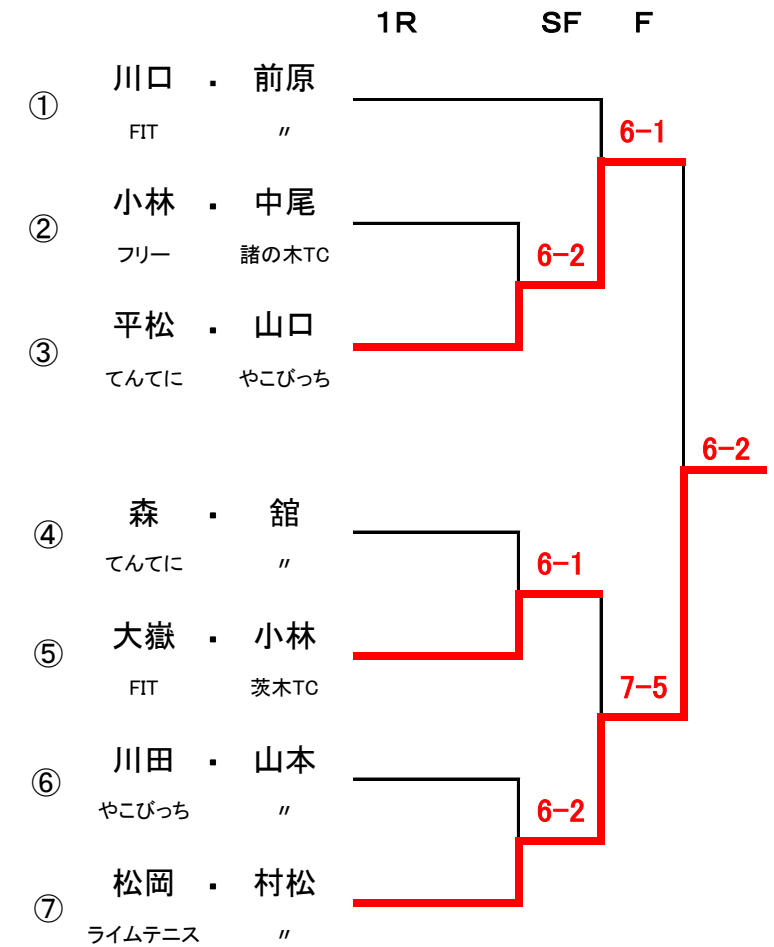 1R SF F
川口 ・ 前原
①
FIT 〃
6-1
小林 ・ 中尾
②
フリー 諸の木TC
6-2
平松 ・ 山口
③
てんてに やこびっち
6-2
森 ・ 舘
④
てんてに 〃
6-1
大嶽 ・ 小林
⑤
FIT 茨木TC
7-5
川田 ・ 山本
⑥
やこびっち 〃
6-2
松岡 ・ 村松
⑦
ライムテニス 〃